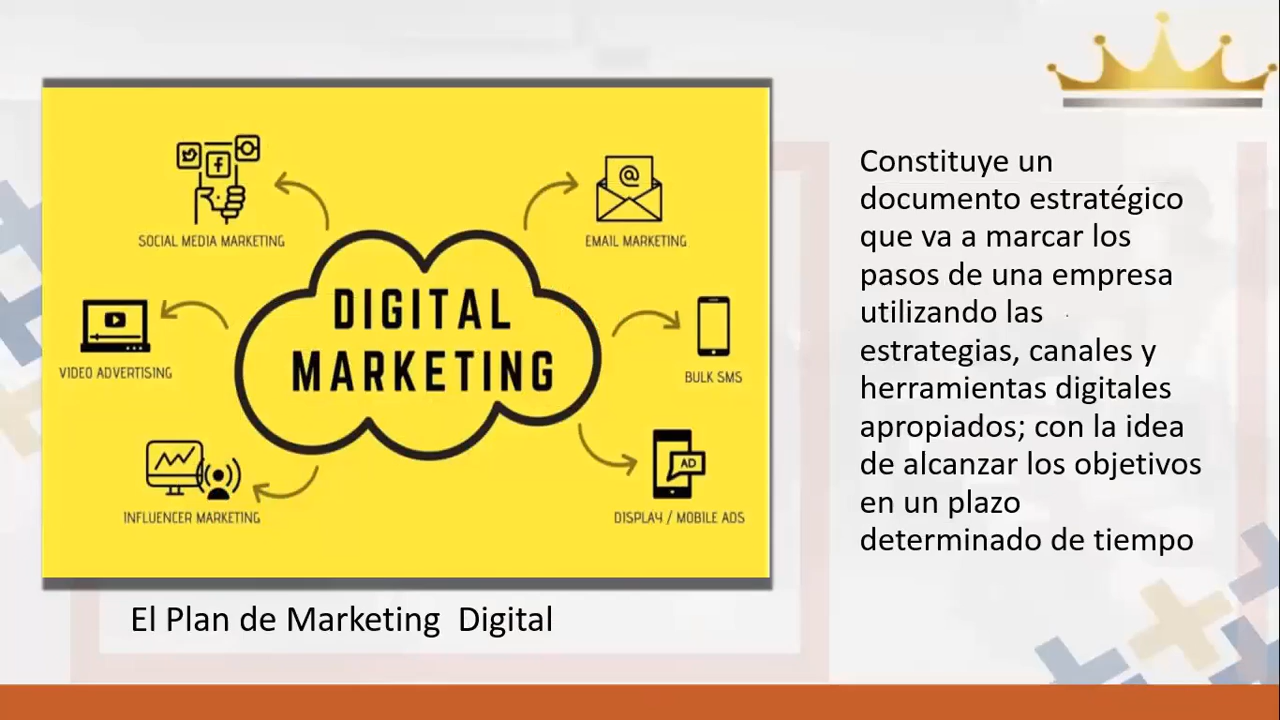 SOCIAL MEDIA MARKETING
EMAIL MARKETING
DIGITAL
MARKETING
VIDEO ADVERTISING
BULK SMS
AD
INFLUENCER MARKETING
DISPLAY / MOBILE ADS
El Plan de Marketing Digital
Constituye un
documento estratégico
que va a marcar los
pasos de una empresa
utilizando las
estrategias, canales y
herramientas digitales
apropiados; con la idea
de alcanzar los objetivos
en un plazo
determinado de tiempo